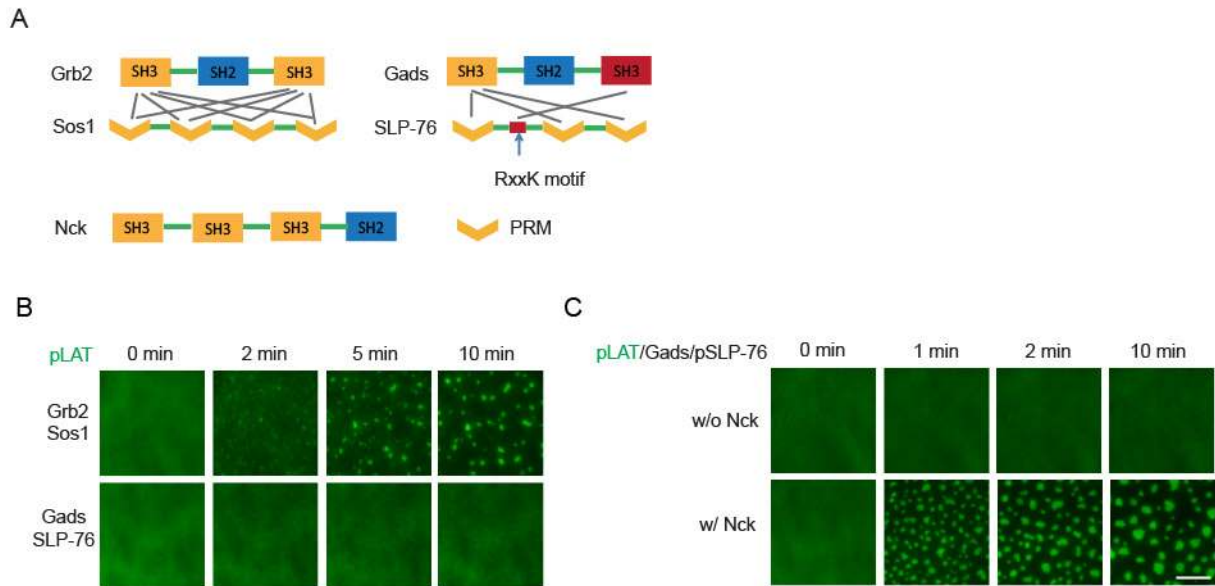 A
Grb2 SH3 SH2 SH3
Gads SH3 SH2 SH3
Sos1
SLP-76
RxxK motif
Nck SH3 SH3 SH3 SH2
PRM
B
pLAT 0 min 2 min 5 min 10 min
Grb2
Sos1
Gads
SLP-76
C
pLAT/Gads/pSLP-76 0 min 1 min 2 min 10 min
w/o Nck
w/ Nck